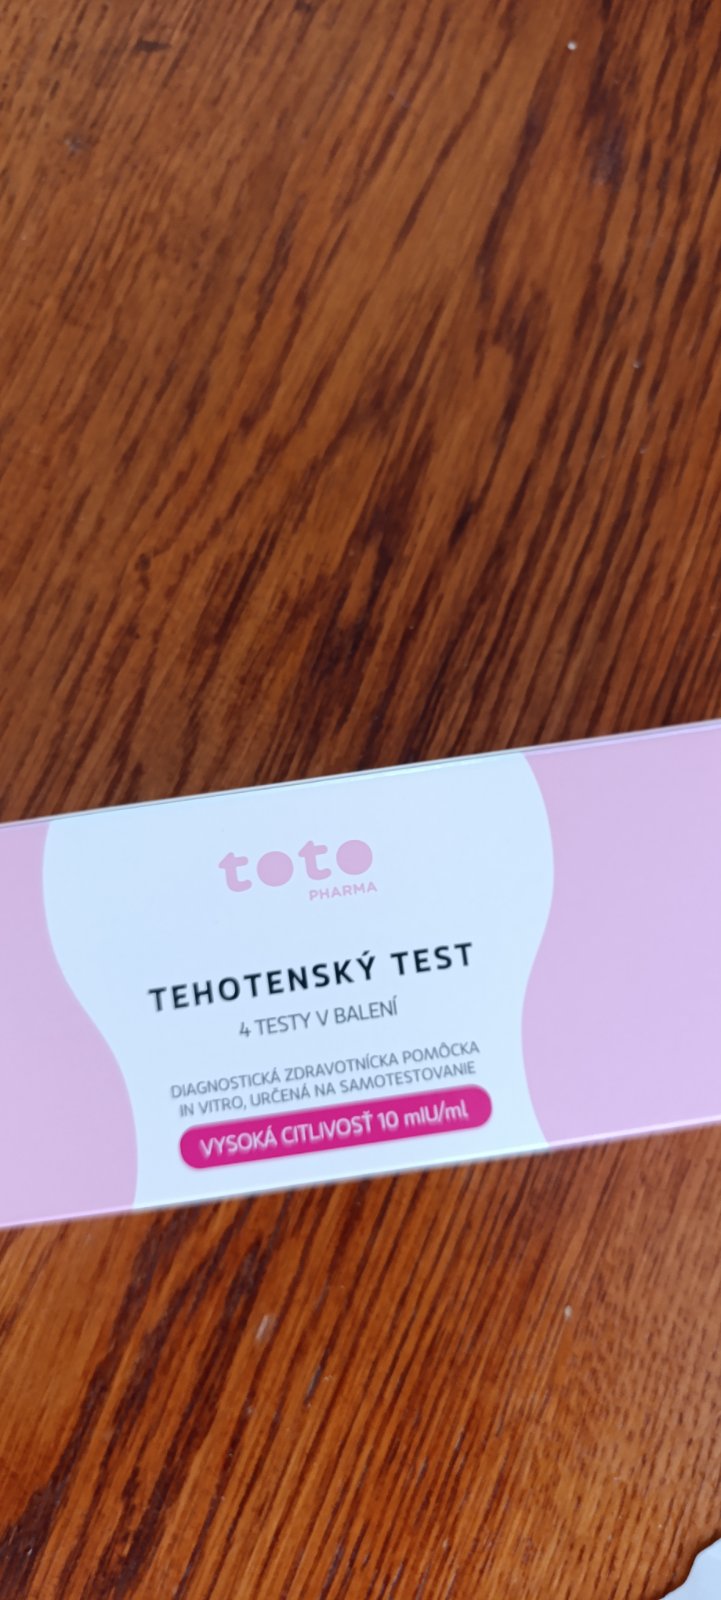 toto
PHARMA
TEHOTENSKÝ TEST
4 TESTY V BALENÍ
DIAGNOSTICKÁ ZDRAVOTNÍCKA POMÔCKA
IN VITRO, URČENÁ NA SAMOTESTOVANIE
VYSOKÁ CITLIVOSŤ 10 mIU/ml